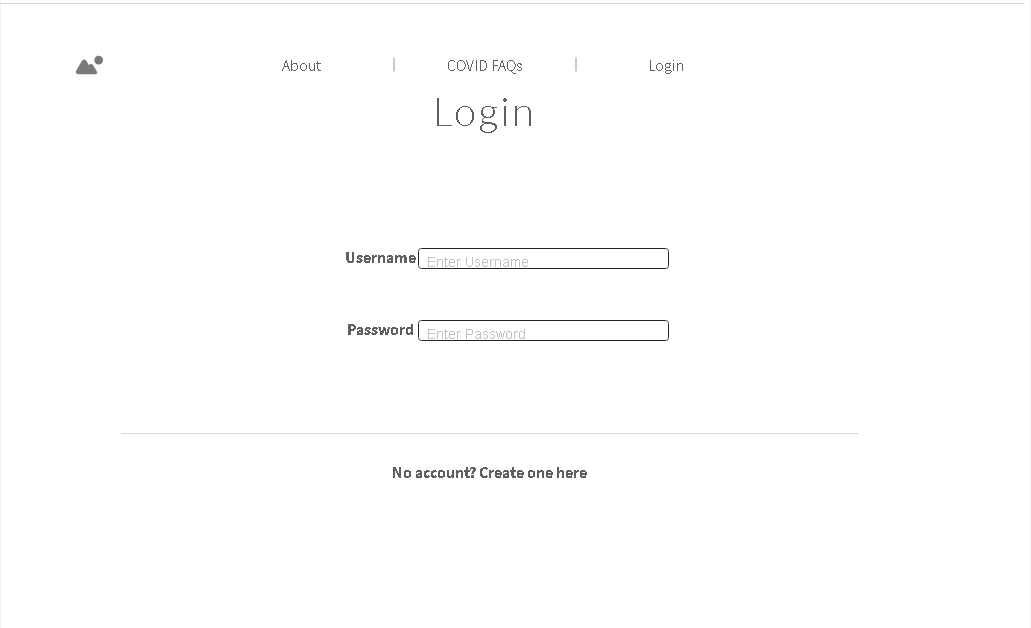 About | COVID FAQs | Login
Login
Username Enter Username
Password Enter Password
No account? Create one here